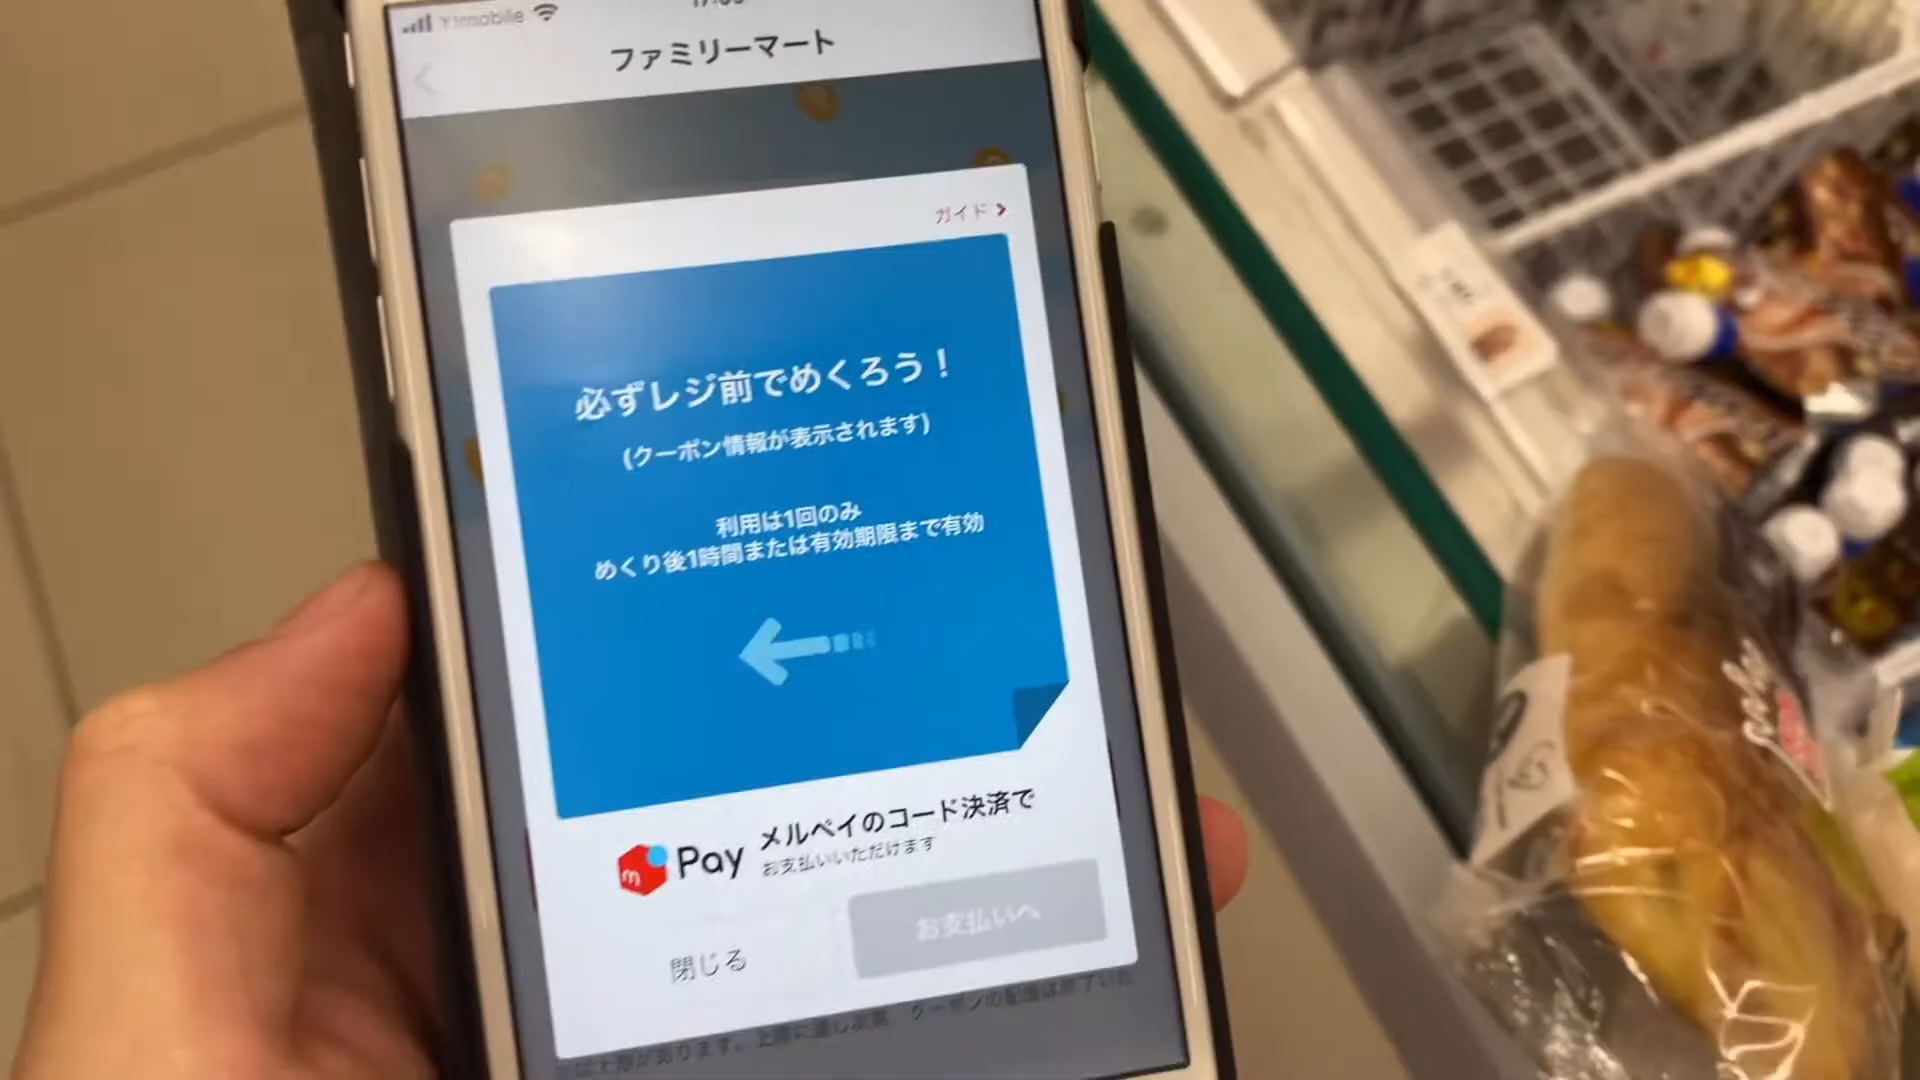 Y!mobile
ファミリーマート
ガイド
必ずレジ前でめくろう！
(クーポン情報が表示されます)
利用は1回のみ
めくり後1時間または有効期限まで有効
m Pay
メルペイのコード決済で
お支払いいただけます
閉じる
お支払いへ